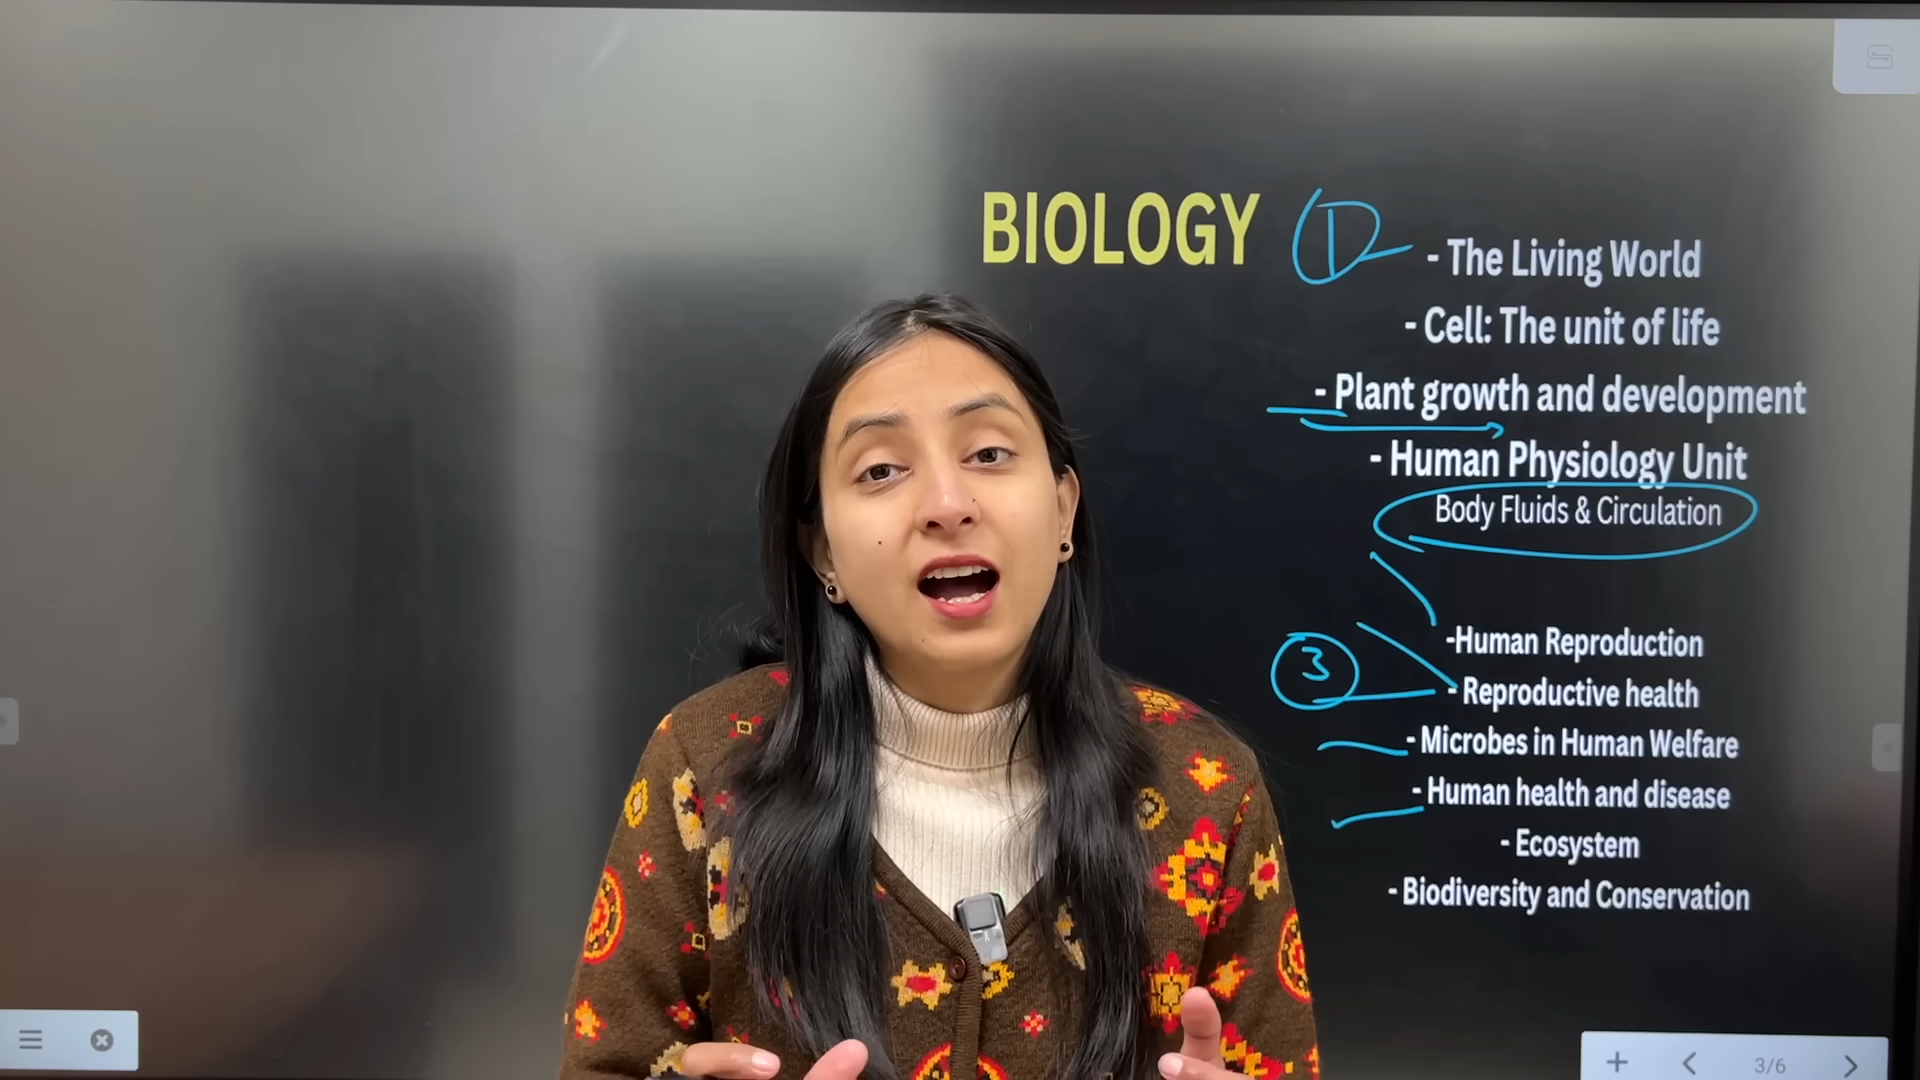 BIOLOGY
1
- The Living World
- Cell: The unit of life
- Plant growth and development
- Human Physiology Unit
Body Fluids & Circulation
-Human Reproduction
3
- Reproductive health
- Microbes in Human Welfare
- Human health and disease
- Ecosystem
- Biodiversity and Conservation
3/6